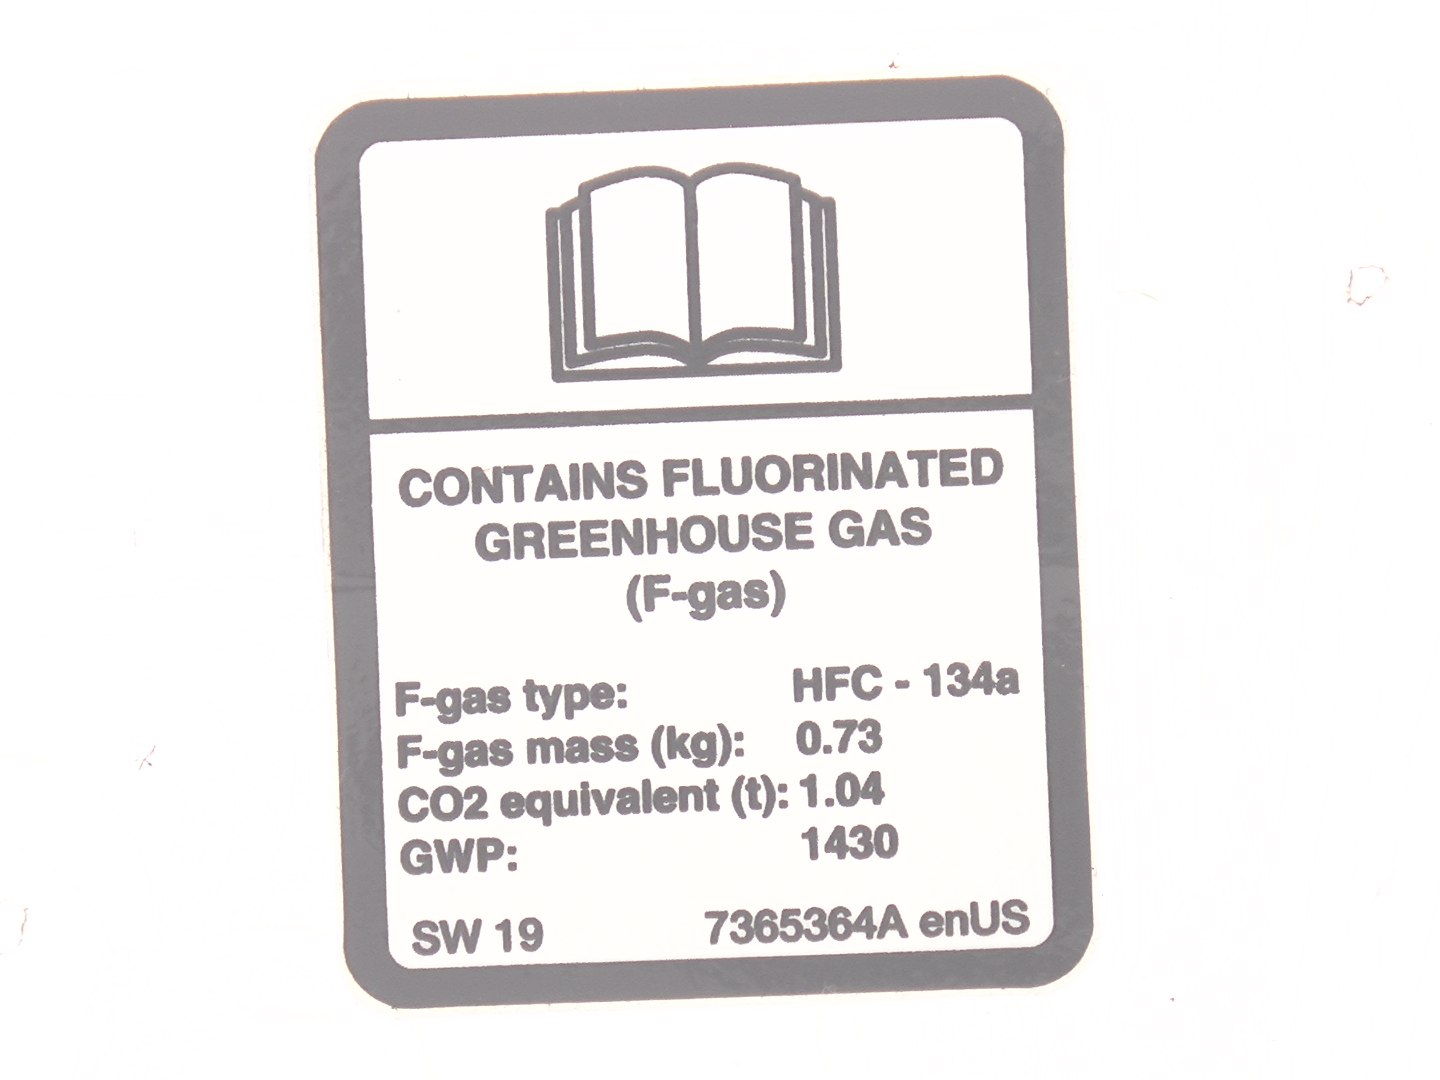 CONTAINS FLUORINATED
GREENHOUSE GAS
(F-gas)
F-gas type: HFC - 134a
F-gas mass (kg): 0.73
CO2 equivalent (t): 1.04
GWP: 1430
SW 19 7365364A enUS